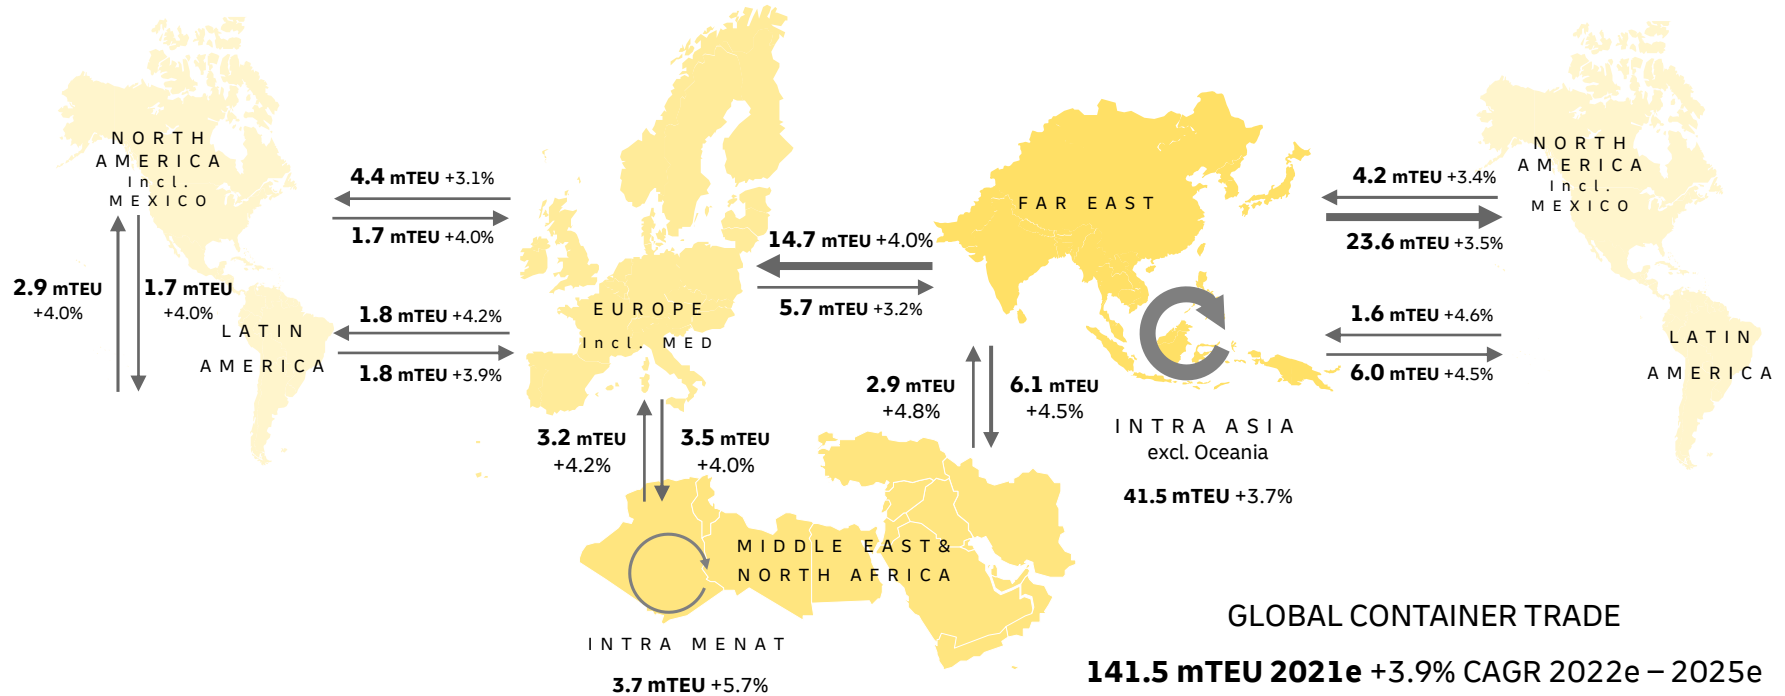 NORTH
AMERICA
Incl.
MEXICO
4.4 mTEU +3.1%
1.7 mTEU +4.0%
2.9 mTEU
+4.0%
1.7 mTEU
+4.0%
LATIN
AMERICA
1.8 mTEU +4.2%
1.8 mTEU +3.9%
EUROPE
Incl. MED
14.7 mTEU +4.0%
5.7 mTEU +3.2%
FAR EAST
4.2 mTEU +3.4%
23.6 mTEU +3.5%
NORTH
AMERICA
Incl.
MEXICO
1.6 mTEU +4.6%
6.0 mTEU +4.5%
LATIN
AMERICA
3.2 mTEU
+4.2%
3.5 mTEU
+4.0%
2.9 mTEU
+4.8%
6.1 mTEU
+4.5%
INTRA ASIA
excl. Oceania
41.5 mTEU +3.7%
MIDDLE EAST&
NORTH AFRICA
INTRA MENAT
3.7 mTEU +5.7%
GLOBAL CONTAINER TRADE
141.5 mTEU 2021e +3.9% CAGR 2022e – 2025e